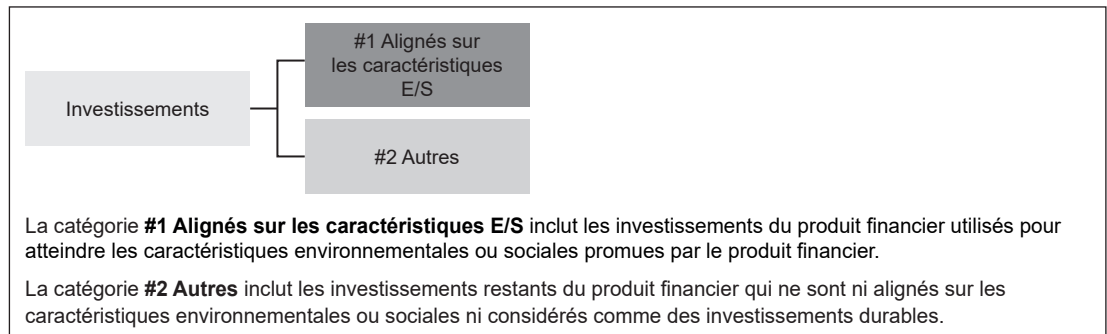 #1 Alignés sur
les caractéristiques
E/S
Investissements
#2 Autres
La catégorie #1 Alignés sur les caractéristiques E/S inclut les investissements du produit financier utilisés pour
atteindre les caractéristiques environnementales ou sociales promues par le produit financier.
La catégorie #2 Autres inclut les investissements restants du produit financier qui ne sont ni alignés sur les
caractéristiques environnementales ou sociales ni considérés comme des investissements durables.